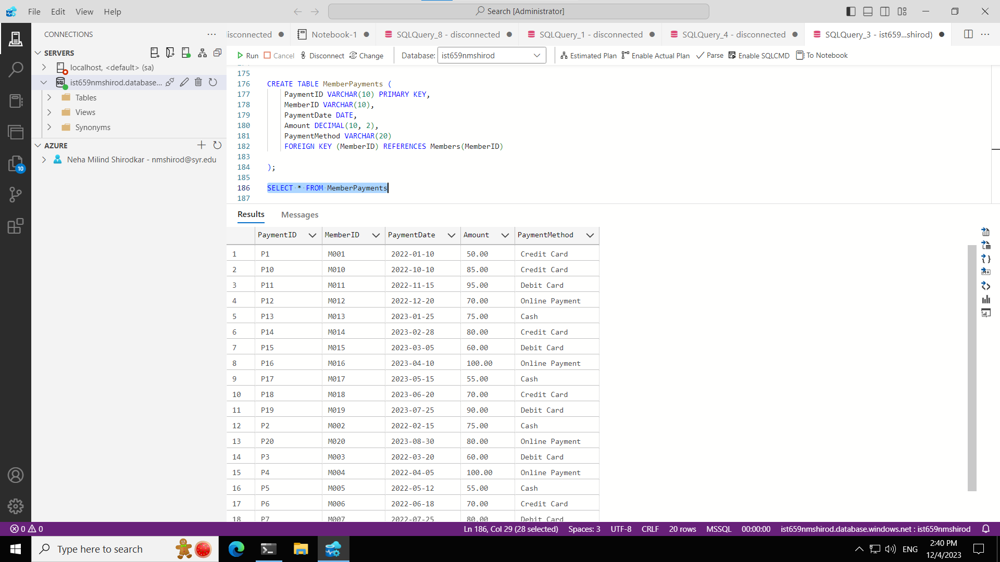 File Edit View Help
Search [Administrator]
CONNECTIONS
isconnected
Notebook-1
SQLQuery_8 - disconnected
SQLQuery_1 - disconnected
SQLQuery_4 - disconnected
SQLQuery_3 - ist659...shirod)
SERVERS
localhost, <default> (sa)
ist659nmshirod.database...
Tables
Views
Synonyms
AZURE
Neha Milind Shirodkar - nmshirod@syr.edu
10
Run Cancel Disconnect Change Database: ist659nmshirod Estimated Plan Enable Actual Plan Parse Enable SQLCMD To Notebook
175
176 CREATE TABLE MemberPayments (
177 PaymentID VARCHAR(10) PRIMARY KEY,
178 MemberID VARCHAR(10),
179 PaymentDate DATE,
180 Amount DECIMAL(10, 2),
181 PaymentMethod VARCHAR(20)
182 FOREIGN KEY (MemberID) REFERENCES Members(MemberID)
183
184 );
185
186 SELECT * FROM MemberPayments
187
Results Messages
PaymentID MemberID PaymentDate Amount PaymentMethod
1 P1 M001 2022-01-10 50.00 Credit Card
2 P10 M010 2022-10-10 85.00 Credit Card
3 P11 M011 2022-11-15 95.00 Debit Card
4 P12 M012 2022-12-20 70.00 Online Payment
5 P13 M013 2023-01-25 75.00 Cash
6 P14 M014 2023-02-28 80.00 Credit Card
7 P15 M015 2023-03-05 60.00 Debit Card
8 P16 M016 2023-04-10 100.00 Online Payment
9 P17 M017 2023-05-15 55.00 Cash
10 P18 M018 2023-06-20 70.00 Credit Card
11 P19 M019 2023-07-25 90.00 Debit Card
12 P2 M002 2022-02-15 75.00 Cash
13 P20 M020 2023-08-30 80.00 Online Payment
14 P3 M003 2022-03-20 60.00 Debit Card
15 P4 M004 2022-04-05 100.00 Online Payment
16 P5 M005 2022-05-12 55.00 Cash
17 P6 M006 2022-06-18 70.00 Credit Card
18 P7 M007 2022-07-25 80.00 Debit Card
0 0 Ln 186, Col 29 (28 selected) Spaces: 3 UTF-8 CRLF 20 rows MSSQL 00:00:00 ist659nmshirod.database.windows.net : ist659nmshirod
Type here to search
ENG
2:40 PM
12/4/2023